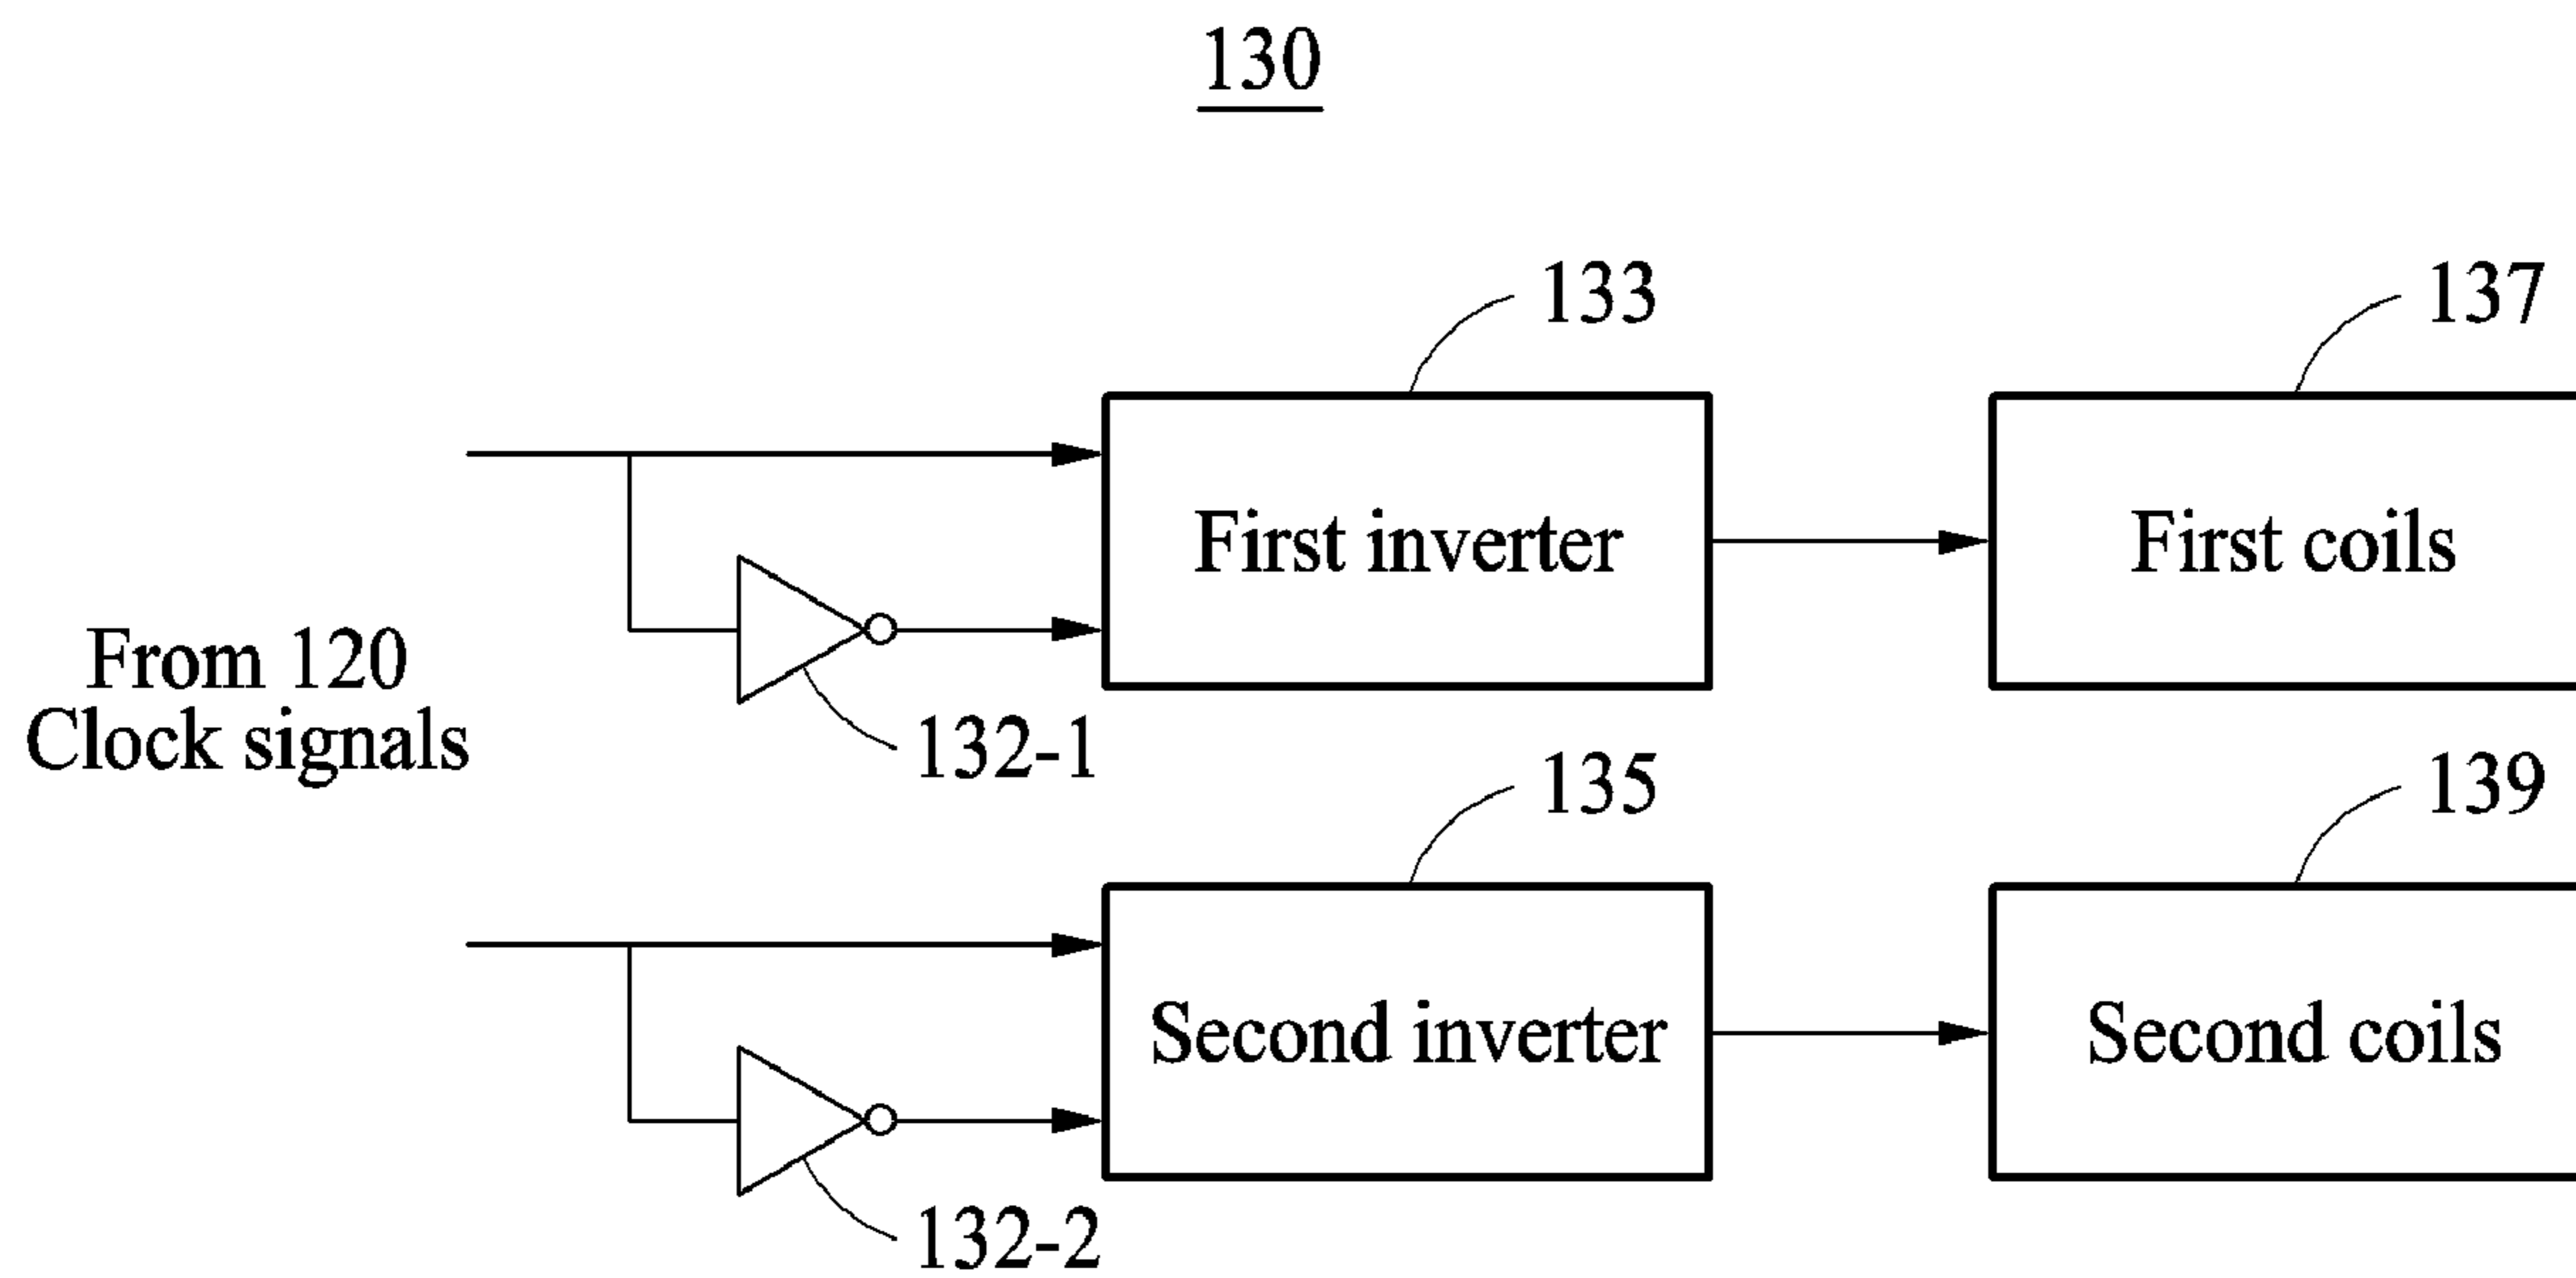 130
133
137
First inverter
First coils
From 120
Clock signals
132-1
135
139
Second inverter
Second coils
132-2